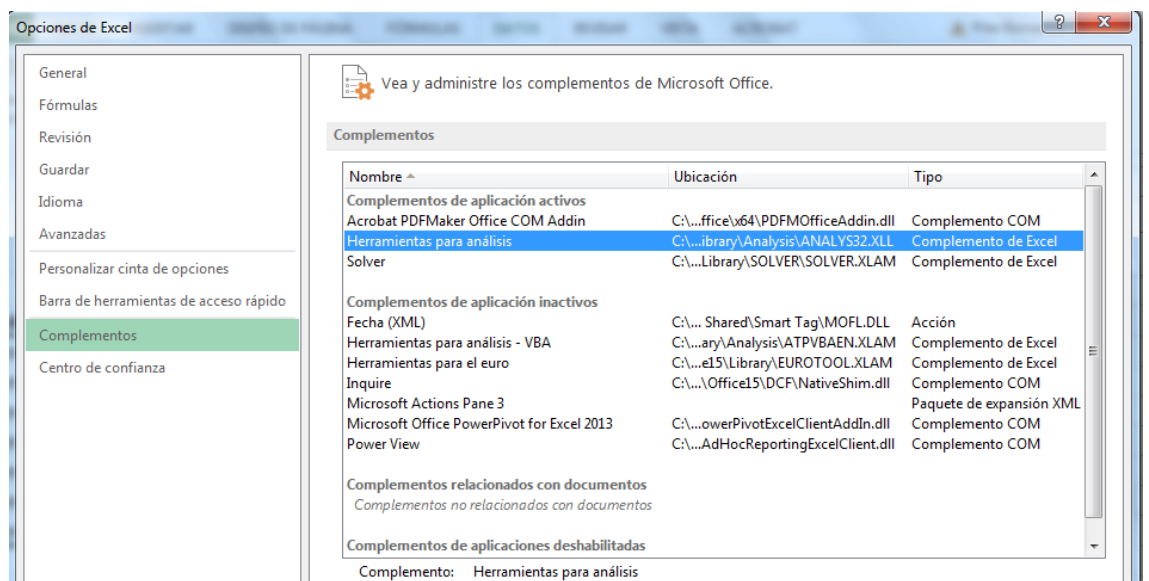 Opciones de Excel
General
Fórmulas
Revisión
Guardar
Idioma
Avanzadas
Personalizar cinta de opciones
Barra de herramientas de acceso rápido
Complementos
Centro de confianza
Vea y administre los complementos de Microsoft Office.
Complementos
Nombre Ubicación Tipo
Complementos de aplicación activos
Acrobat PDFMaker Office COM Addin C:\...ffice\x64\PDFMOfficeAddin.dll Complemento COM
Herramientas para análisis C:\...ibrary\Analysis\ANALYS32.XLL Complemento de Excel
Solver C:\...Library\SOLVER\SOLVER.XLAM Complemento de Excel
Complementos de aplicación inactivos
Fecha (XML) C:\... Shared\Smart Tag\MOFL.DLL Acción
Herramientas para análisis - VBA C:\...ary\Analysis\ATPVBAEN.XLAM Complemento de Excel
Herramientas para el euro C:\...e15\Library\EUROTOOL.XLAM Complemento de Excel
Inquire C:\...\Office15\DCF\NativeShim.dll Complemento COM
Microsoft Actions Pane 3 Paquete de expansión XML
Microsoft Office PowerPivot for Excel 2013 C:\...owerPivotExcelClientAddIn.dll Complemento COM
Power View C:\...AdHocReportingExcelClient.dll Complemento COM
Complementos relacionados con documentos
Complementos no relacionados con documentos
Complementos de aplicaciones deshabilitadas
Complemento: Herramientas para análisis